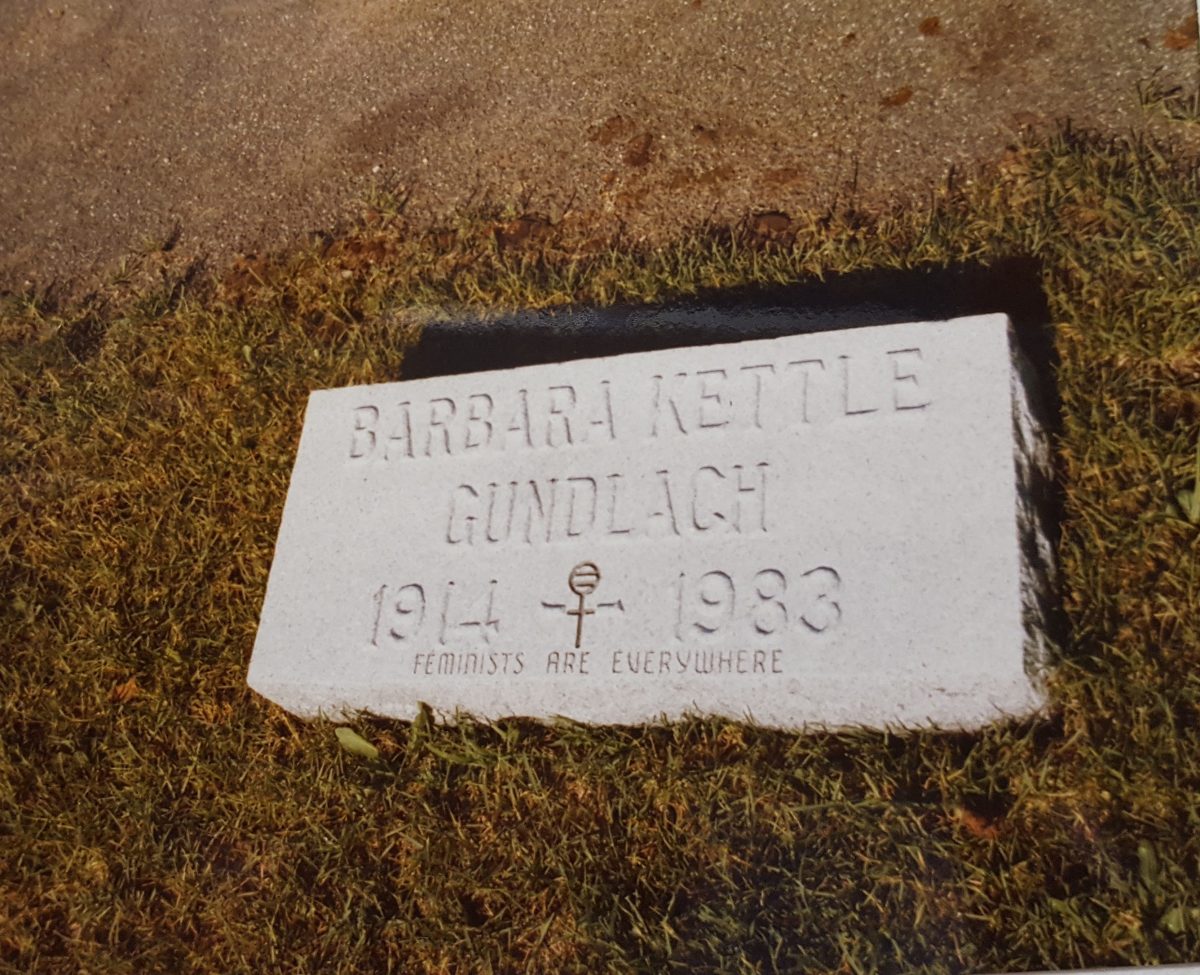 BARBARA KETTLE
GUNDLACH
1914 1983
FEMINISTS ARE EVERYWHERE